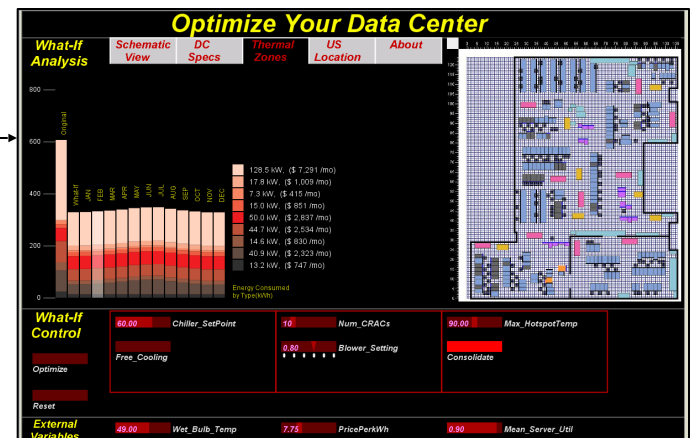 Optimize Your Data Center
What-If
Analysis
Schematic
View
DC
Specs
Thermal
Zones
US
Location
About
800
600
400
200
0
Original
What-If
JAN
FEB
MAR
APR
MAY
JUN
JUL
AUG
SEP
OCT
NOV
DEC
128.5 kW, ($ 7,291 /mo)
17.8 kW, ($ 1,009 /mo)
7.3 kW, ($ 415 /mo)
15.0 kW, ($ 851 /mo)
50.0 kW, ($ 2,837 /mo)
44.7 kW, ($ 2,534 /mo)
14.6 kW, ($ 830 /mo)
40.9 kW, ($ 2,323 /mo)
13.2 kW, ($ 747 /mo)
Energy Consumed
by Type(kWh)
What-If
Control
Optimize
Reset
60.00 Chiller_SetPoint
Free_Cooling
10 Num_CRACs
0.80 Blower_Setting
90.00 Max_HotspotTemp
Consolidate
External
Variables
49.00 Wet_Bulb_Temp
7.75 PricePerkWh
0.90 Mean_Server_Util